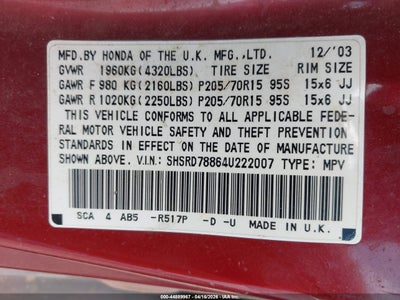 MFD.BY HONDA OF THE U.K. MFG.,LTD. 12/'03
GVWR 1960KG(4320LBS) TIRE SIZE RIM SIZE
GAWR F 980 KG(2160LBS) P205/70R15 95S 15x6 JJ
GAWR R 1020KG(2250LBS) P205/70R15 95S 15x6 JJ
THIS VEHICLE CONFORMS TO ALL APPLICABLE FEDE-
RAL MOTOR VEHICLE SAFETY AND THEFT PREVENTION
STANDARDS IN EFFECT ON THE DATE OF MANUFACTURE
SHOWN ABOVE. V.I.N: SHSRD78864U222007 TYPE: MPV
SCA 4 AB5 -R517P -D -U MADE IN U.K.
000 - 44889967 - 04/14/2026 - IAA Inc.